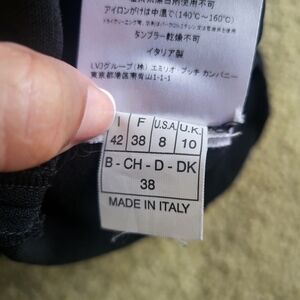 アイロンがけは中温で(140℃~160℃)
タンブラー乾燥不可
イタリア製
LVJグループ(株)エミリオ・プッチ カンパニー
東京都港区南青山1-1-1
I F U.S.A. U.K.
42 38 8 10
B - CH - D - DK
38
MADE IN ITALY